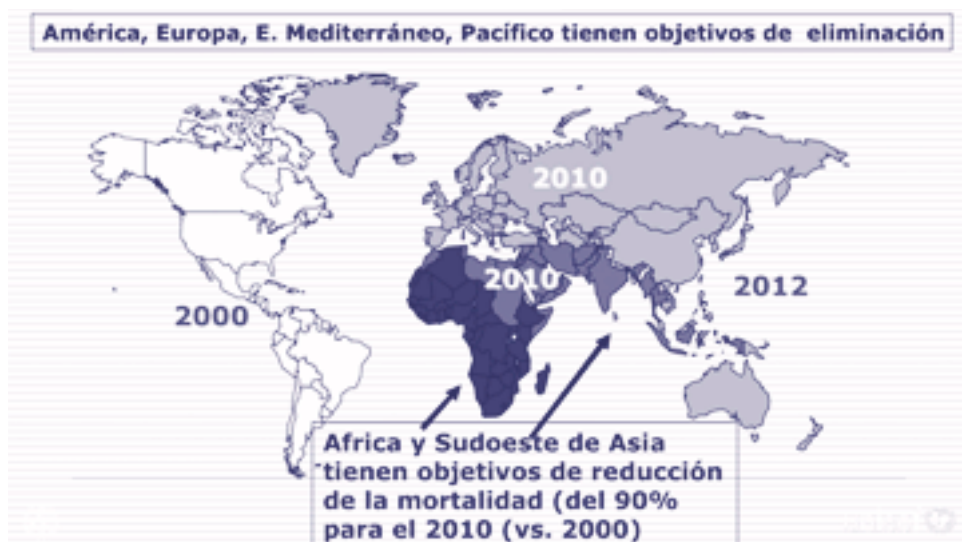 América, Europa, E. Mediterráneo, Pacífico tienen objetivos de eliminación
2010
2010
2012
2000
Africa y Sudoeste de Asia
tienen objetivos de reducción
de la mortalidad (del 90%
para el 2010 (vs. 2000)